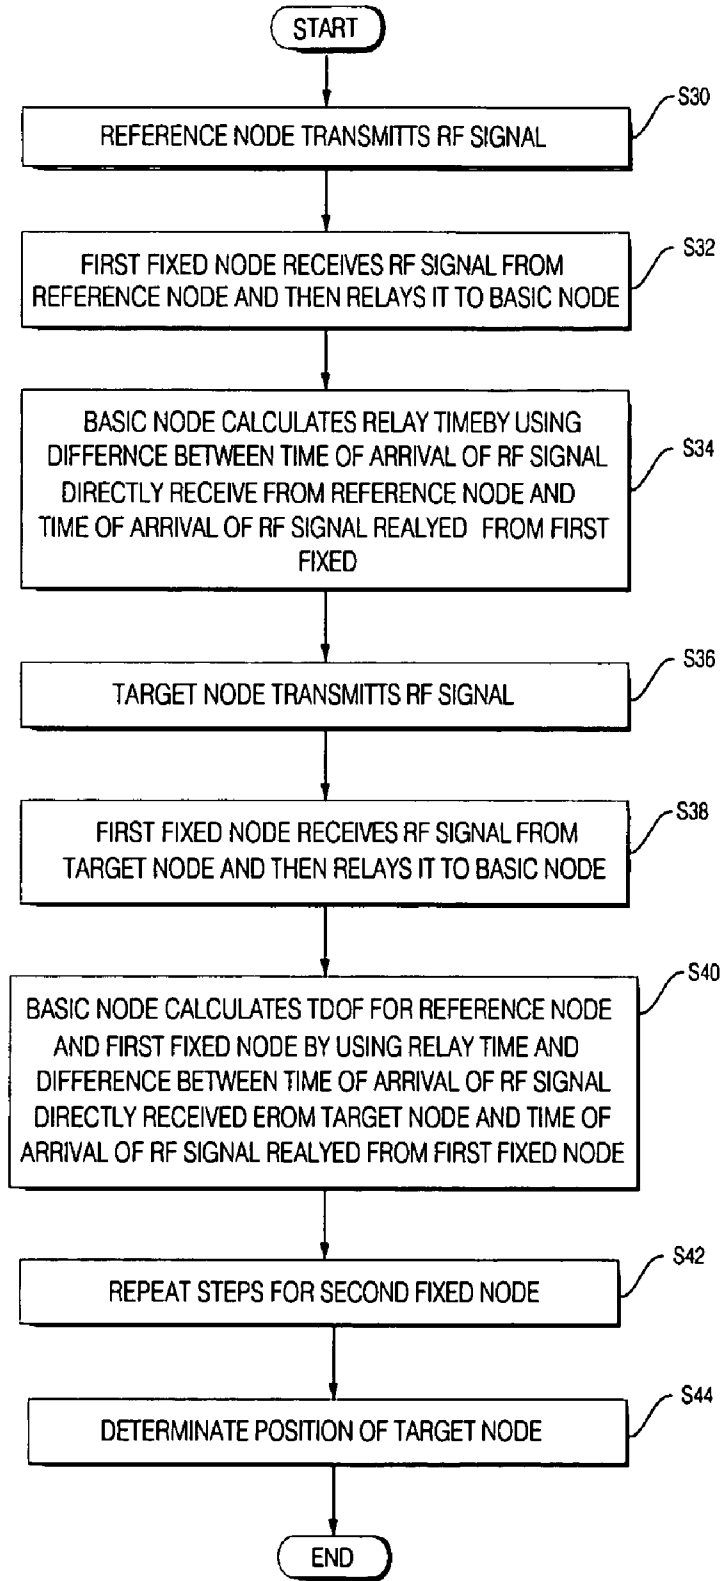 START
S30
REFERENCE NODE TRANSMITTS RF SIGNAL
S32
FIRST FIXED NODE RECEIVES RF SIGNAL FROM
REFERENCE NODE AND THEN RELAYS IT TO BASIC NODE
S34
BASIC NODE CALCULATES RELAY TIMEBY USING
DIFFERNCE BETWEEN TIME OF ARRIVAL OF RF SIGNAL
DIRECTLY RECEIVE FROM REFERENCE NODE AND
TIME OF ARRIVAL OF RF SIGNAL REALYED FROM FIRST
FIXED
S36
TARGET NODE TRANSMITTS RF SIGNAL
S38
FIRST FIXED NODE RECEIVES RF SIGNAL FROM
TARGET NODE AND THEN RELAYS IT TO BASIC NODE
S40
BASIC NODE CALCULATES TDOF FOR REFERENCE NODE
AND FIRST FIXED NODE BY USING RELAY TIME AND
DIFFERENCE BETWEEN TIME OF ARRIVAL OF RF SIGNAL
DIRECTLY RECEIVED EROM TARGET NODE AND TIME OF
ARRIVAL OF RF SIGNAL REALYED FROM FIRST FIXED NODE
S42
REPEAT STEPS FOR SECOND FIXED NODE
S44
DETERMINATE POSITION OF TARGET NODE
END